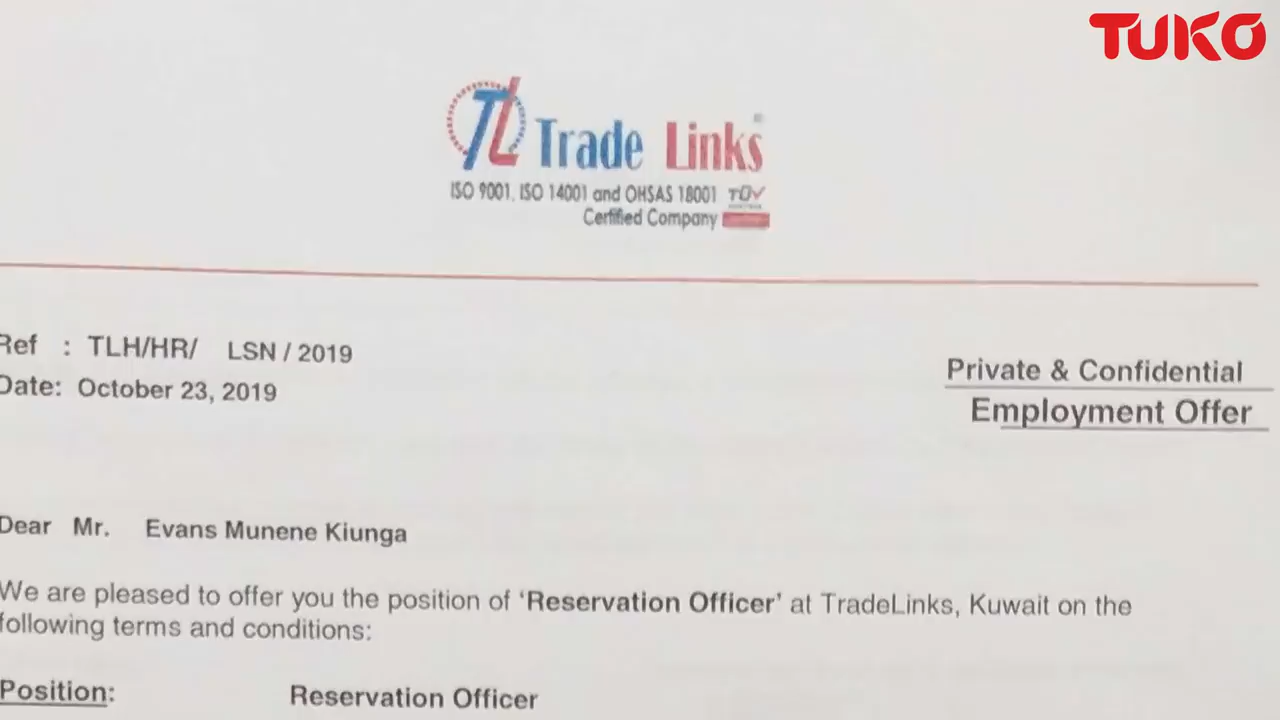 TUKO
TL Trade Links
ISO 9001, ISO 14001 and OHSAS 18001 TÜV
Certified Company
Ref : TLH/HR/ LSN / 2019
Date: October 23, 2019
Private & Confidential
Employment Offer
Dear Mr. Evans Munene Kiunga
We are pleased to offer you the position of ‘Reservation Officer’ at TradeLinks, Kuwait on the
following terms and conditions:
Position: Reservation Officer